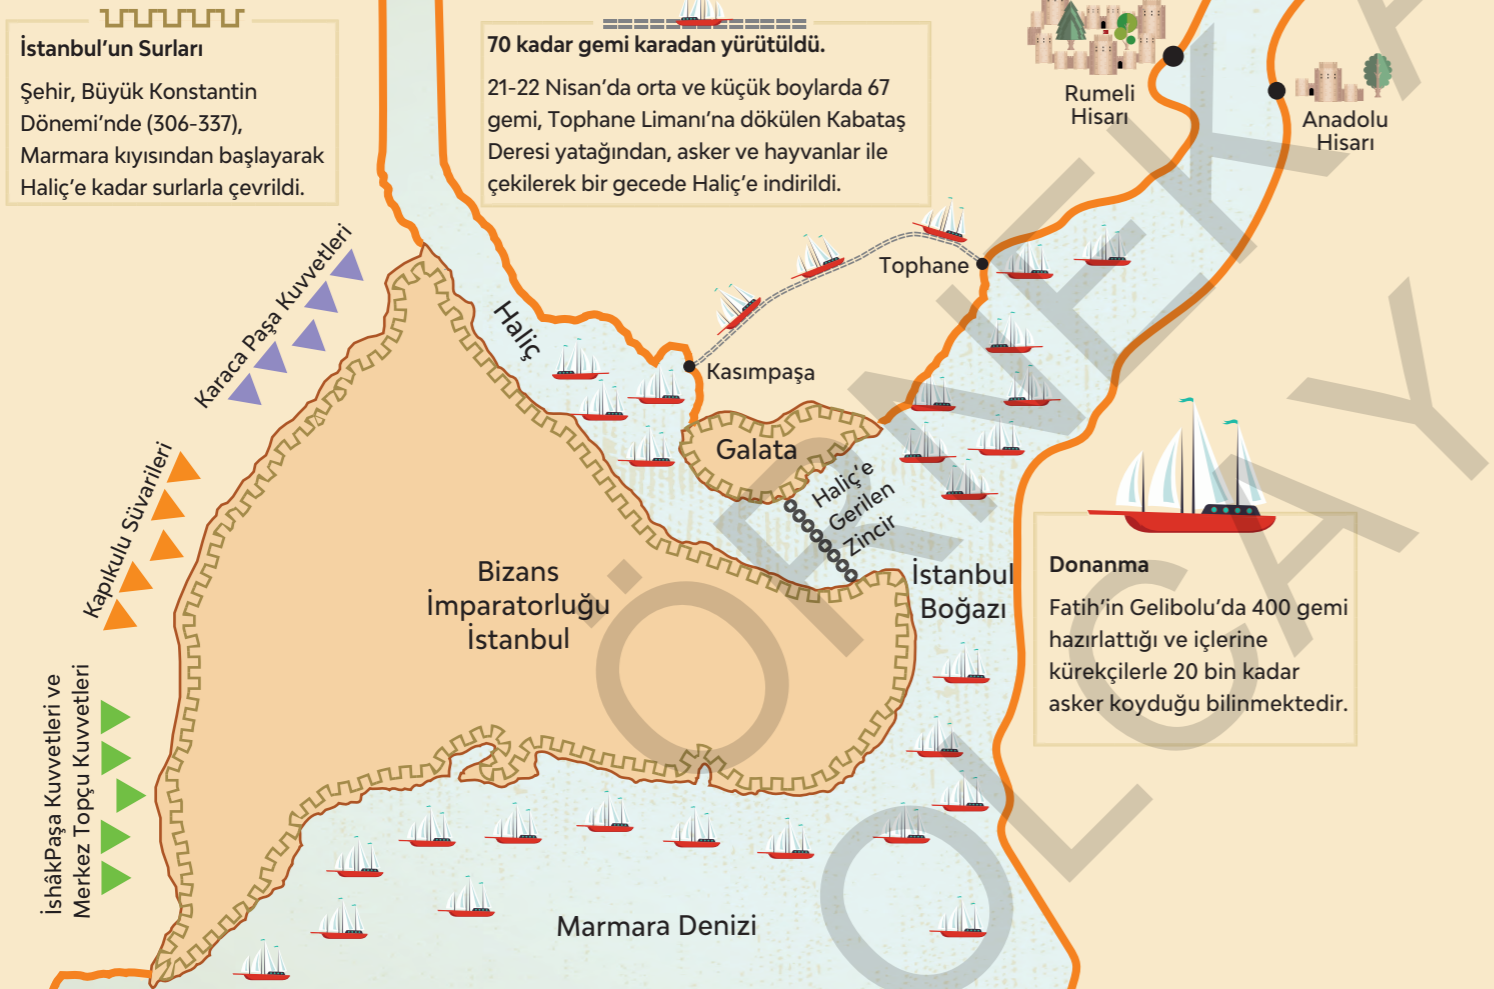 İstanbul'un Surları
Şehir, Büyük Konstantin
Dönemi'nde (306-337),
Marmara kıyısından başlayarak
Haliç'e kadar surlarla çevrildi.
70 kadar gemi karadan yürütüldü.
21-22 Nisan'da orta ve küçük boylarda 67
gemi, Tophane Limanı'na dökülen Kabataş
Deresi yatağından, asker ve hayvanlar ile
çekilerek bir gecede Haliç'e indirildi.
Rumeli
Hisarı
Anadolu
Hisarı
Karaca Paşa Kuvvetleri
Tophane
Haliç
Kasımpaşa
Galata
Haliç'e
Gerilen
Zincir
Kapıkulu Süvarileri
Bizans
İmparatorluğu
İstanbul
İstanbul
Boğazı
Donanma
Fatih'in Gelibolu'da 400 gemi
hazırlattığı ve içlerine
kürekçilerle 20 bin kadar
asker koyduğu bilinmektedir.
İshâkPaşa Kuvvetleri ve
Merkez Topçu Kuvvetleri
Marmara Denizi
ÖRNEKA
OLCAY